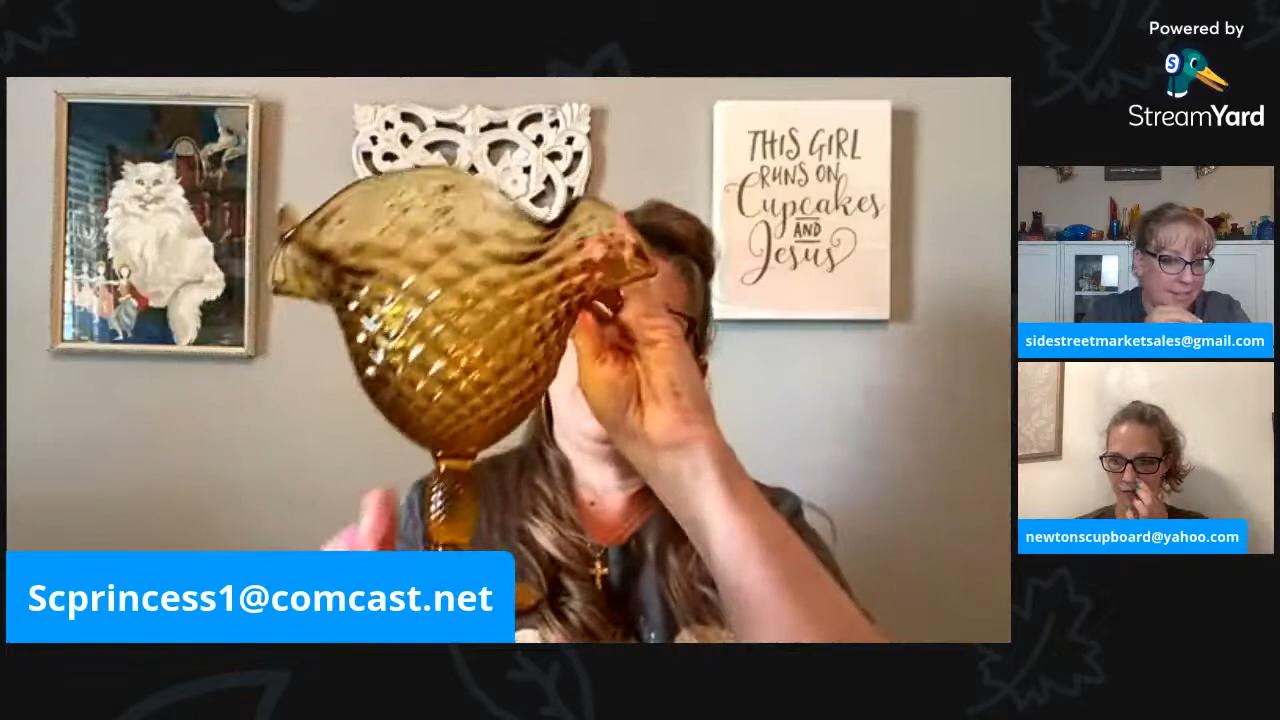 Powered by
StreamYard
THIS GIRL
RUNS ON
Cupcakes
AND
Jesus
sidestreetmarketsales@gmail.com
newtonscupboard@yahoo.com
Scprincess1@comcast.net